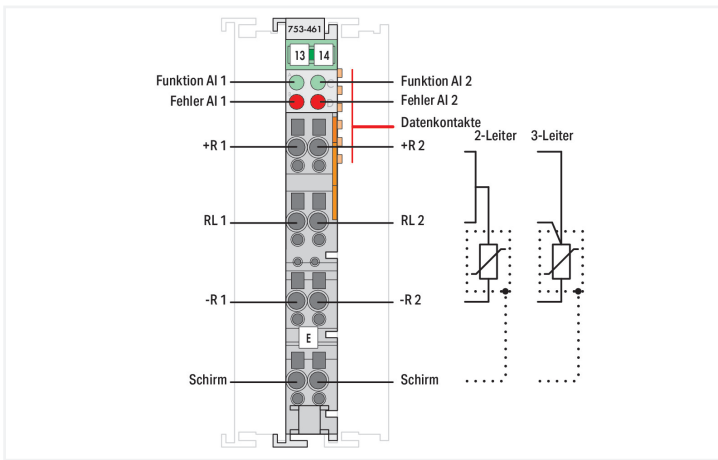 753-461
13 14
Funktion AI 1
Funktion AI 2
Fehler AI 1
Fehler AI 2
Datenkontakte
2-Leiter
3-Leiter
+R 1
+R 2
RL 1
RL 2
-R 1
-R 2
E
Schirm
Schirm